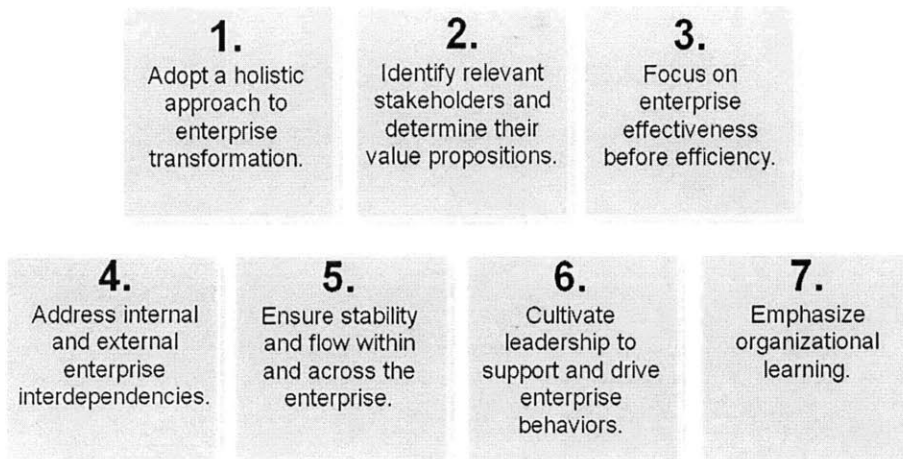 1.
Adopt a holistic
approach to
enterprise
transformation.
2.
Identify relevant
stakeholders and
determine their
value propositions.
3.
Focus on
enterprise
effectiveness
before efficiency.
4.
Address internal
and external
enterprise
interdependencies.
5.
Ensure stability
and flow within
and across the
enterprise.
6.
Cultivate
leadership to
support and drive
enterprise
behaviors.
7.
Emphasize
organizational
learning.